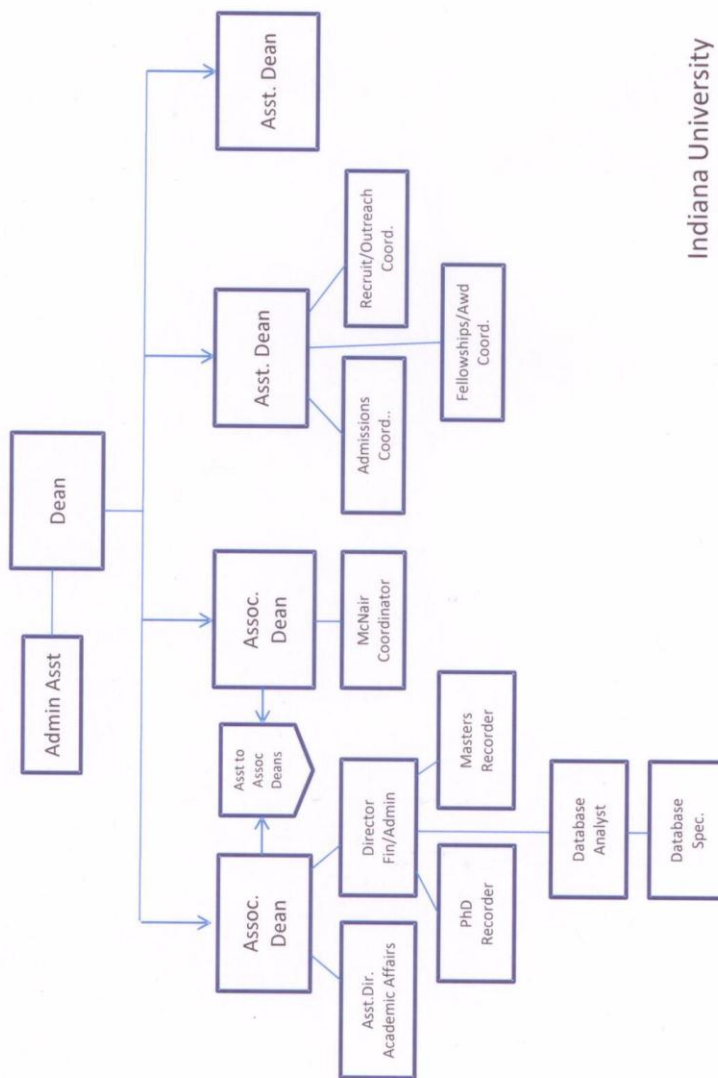 Dean
Admin Asst
Assoc.
Dean
Asst to
Assoc
Deans
Assoc.
Dean
Asst. Dean
Asst. Dean
Asst.Dir.
Academic Affairs
Director
Fin/Admin
McNair
Coordinator
Admissions
Coord..
Recruit/Outreach
Coord.
PhD
Recorder
Masters
Recorder
Fellowships/Awd
Coord.
Database
Analyst
Database
Spec.
Indiana University